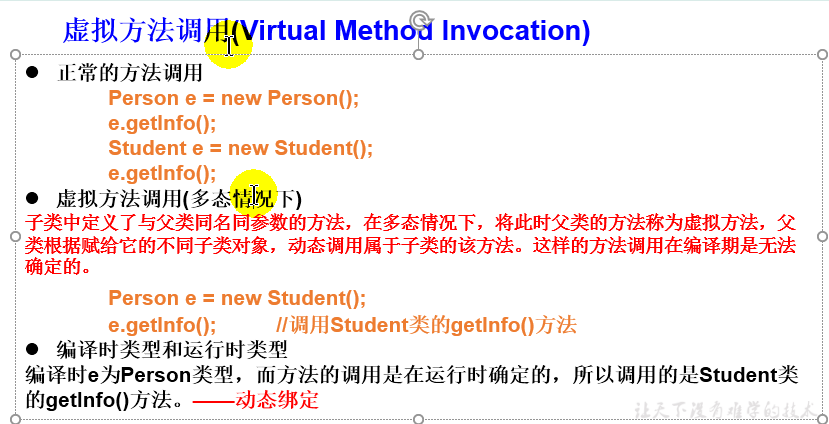 虚拟方法调用(Virtual Method Invocation)
● 正常的方法调用
Person e = new Person();
e.getInfo();
Student e = new Student();
e.getInfo();
● 虚拟方法调用(多态情况下)
子类中定义了与父类同名同参数的方法，在多态情况下，将此时父类的方法称为虚拟方法，父
类根据赋给它的不同子类对象，动态调用属于子类的该方法。这样的方法调用在编译期是无法
确定的。
Person e = new Student();
e.getInfo(); //调用Student类的getInfo()方法
● 编译时类型和运行时类型
编译时e为Person类型，而方法的调用是在运行时确定的，所以调用的是Student类
的getInfo()方法。——动态绑定
让天下没有难学的技术